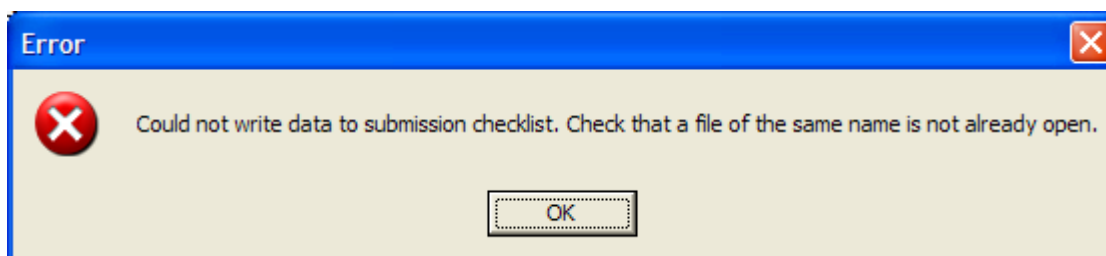 Error
Could not write data to submission checklist. Check that a file of the same name is not already open.
OK